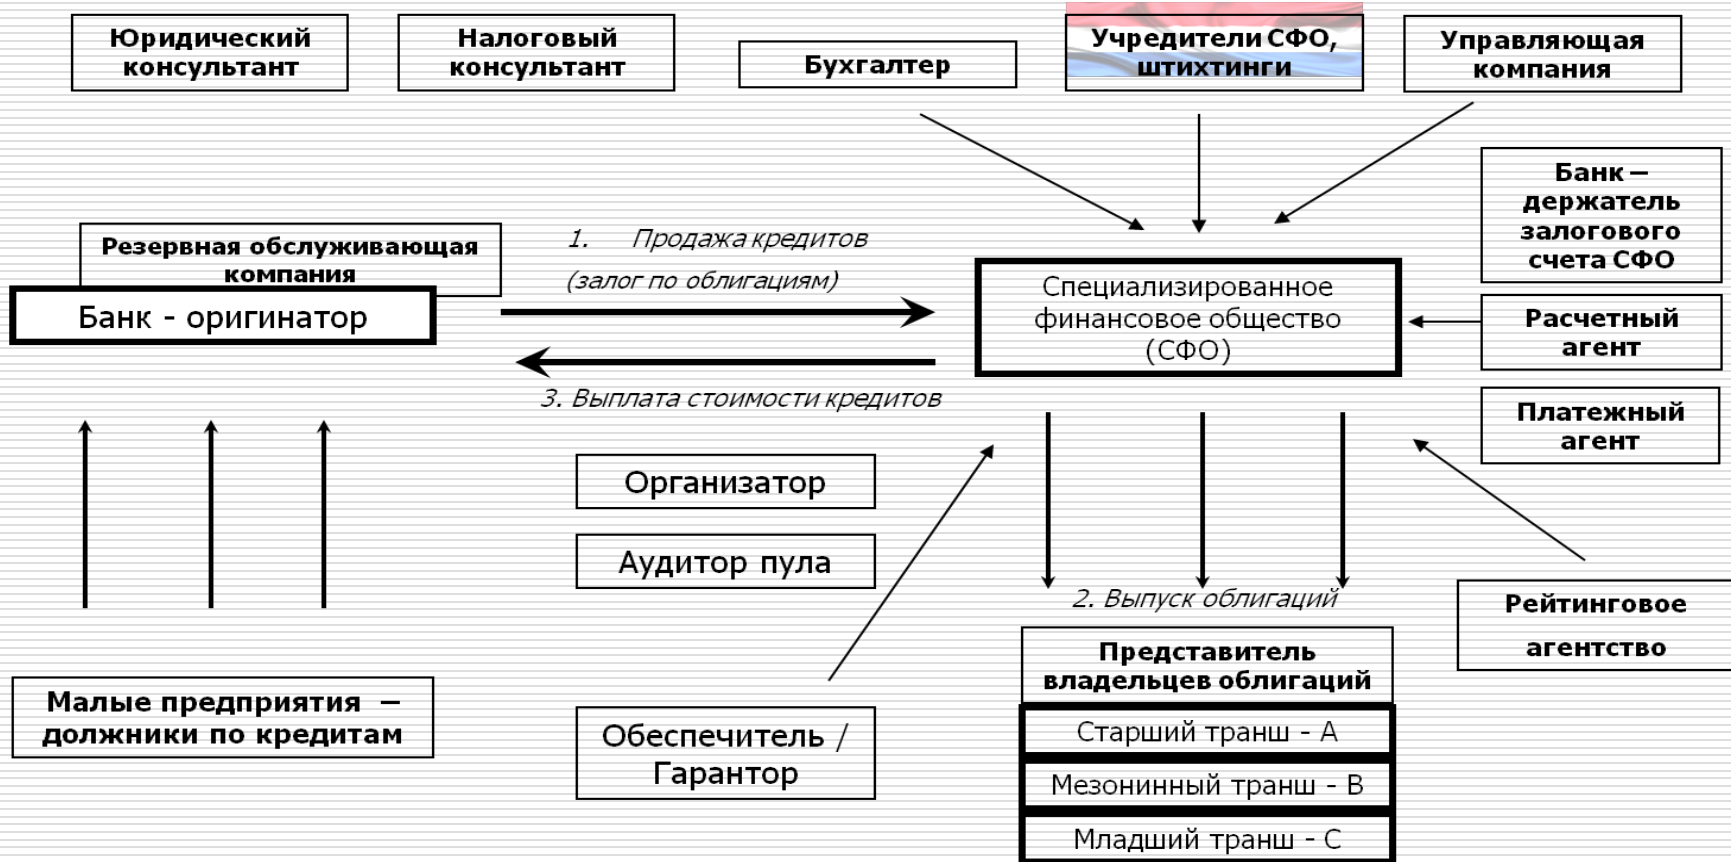 Юридический
консультант
Налоговый
консультант
Бухгалтер
Учредители СФО,
штихтинги
Управляющая
компания
Банк –
держатель
залогового
счета СФО
Резервная обслуживающая
компания
Банк - оригинатор
1. Продажа кредитов
(залог по облигациям)
Специализированное
финансовое общество
(СФО)
Расчетный
агент
3. Выплата стоимости кредитов
Платежный
агент
Организатор
Аудитор пула
2. Выпуск облигаций
Рейтинговое
агентство
Представитель
владельцев облигаций
Малые предприятия –
должники по кредитам
Обеспечитель /
Гарантор
Старший транш - А
Мезонинный транш - В
Младший транш - С